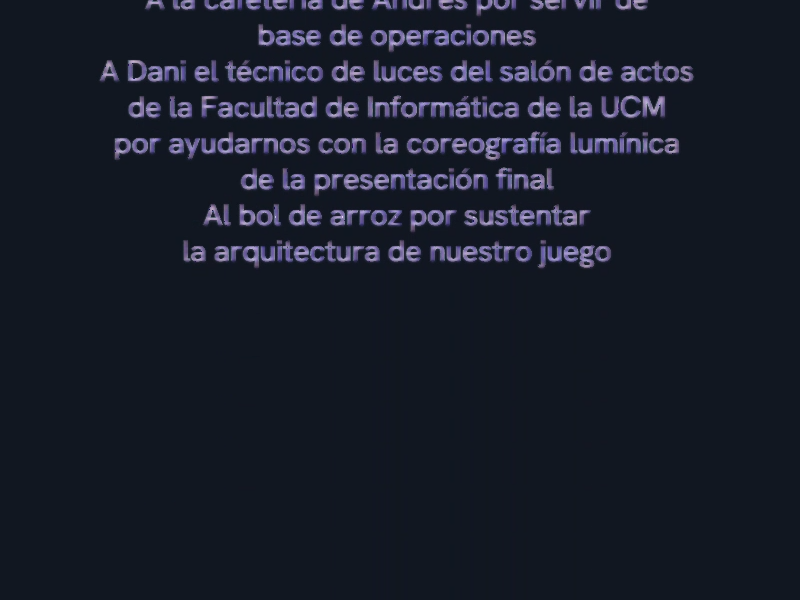 A la cafetería de Andrés por servir de
base de operaciones
A Dani el técnico de luces del salón de actos
de la Facultad de Informática de la UCM
por ayudarnos con la coreografía lumínica
de la presentación final
Al bol de arroz por sustentar
la arquitectura de nuestro juego